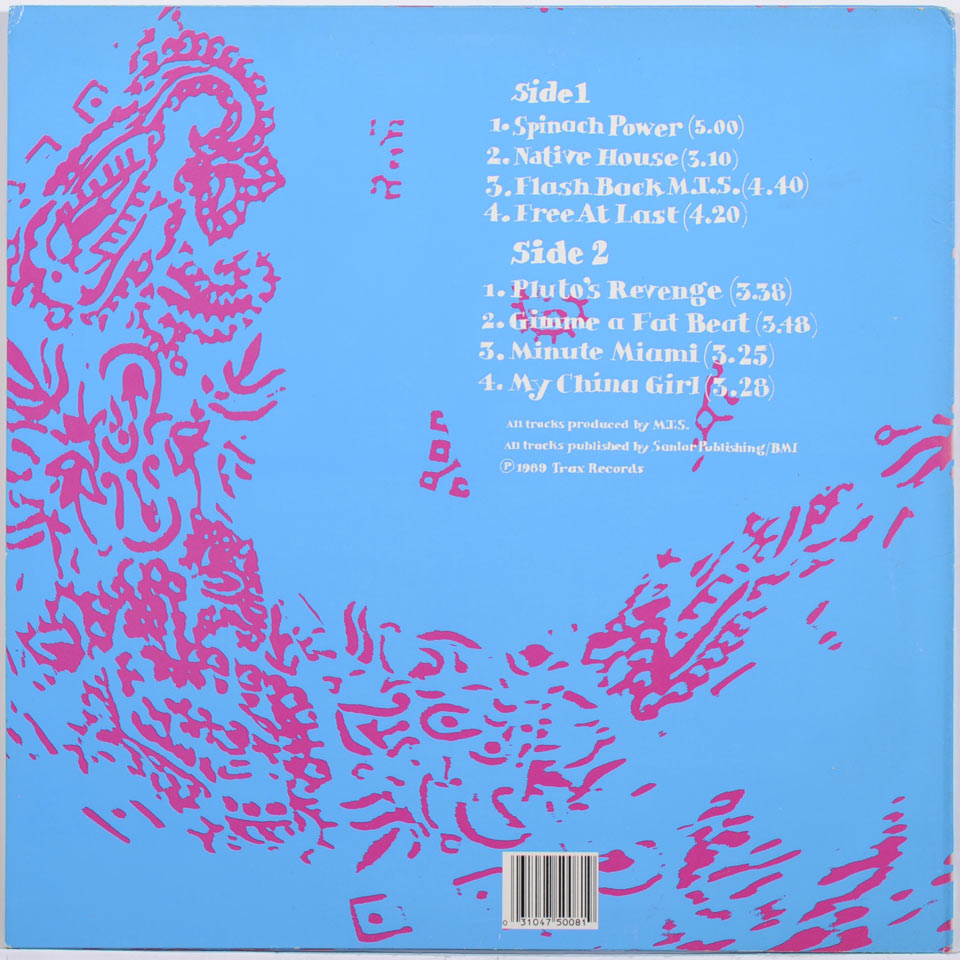 Side 1
1. Spinach Power (5.00)
2. Native House (3.10)
3. Flash Back M.T.S. (4.40)
4. Free At Last (4.20)
Side 2
1. Pluto's Revenge (3.38)
2. Gimme a Fat Beat (3.48)
3. Minute Miami (3.25)
4. My China Girl (3.28)
All tracks produced by M.T.S.
All tracks published by Sanlar Publishing/BMI
℗ 1989 Trax Records
0 31047 50081